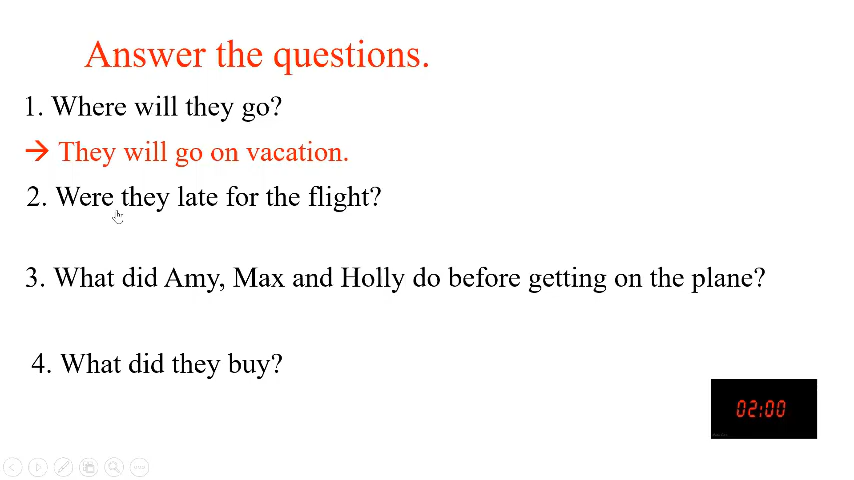 Answer the questions.
1. Where will they go?
→ They will go on vacation.
2. Were they late for the flight?
3. What did Amy, Max and Holly do before getting on the plane?
4. What did they buy?
02:00